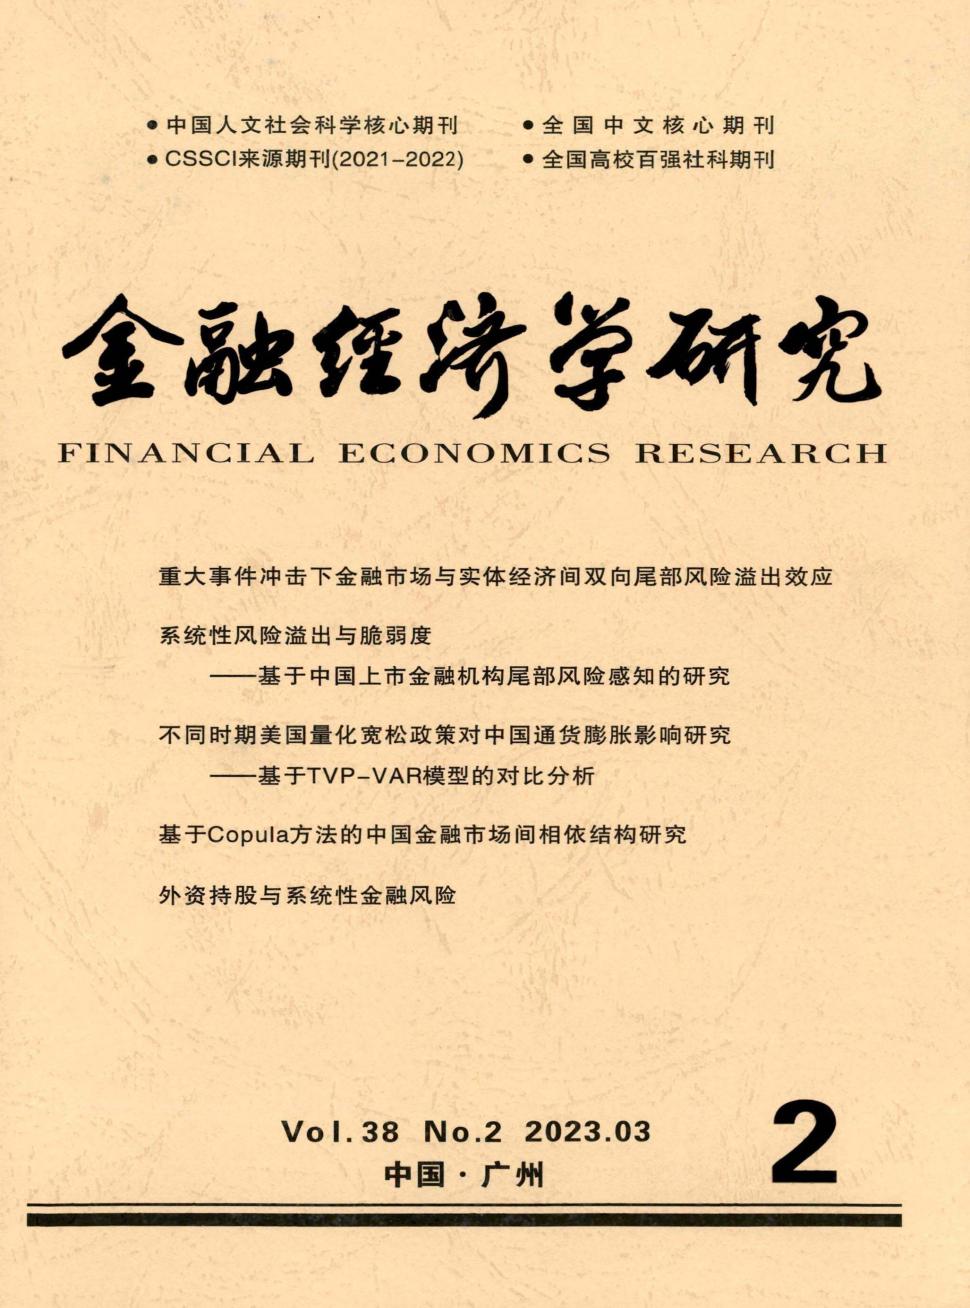 • 中国人文社会科学核心期刊
• 全国中文核心期刊
• CSSCI来源期刊(2021-2022)
• 全国高校百强社科期刊
金融经济学研究
FINANCIAL ECONOMICS RESEARCH
重大事件冲击下金融市场与实体经济间双向尾部风险溢出效应
系统性风险溢出与脆弱度
——基于中国上市金融机构尾部风险感知的研究
不同时期美国量化宽松政策对中国通货膨胀影响研究
——基于TVP-VAR模型的对比分析
基于Copula方法的中国金融市场间相依结构研究
外资持股与系统性金融风险
Vol.38 No.2 2023.03
中国·广州
2